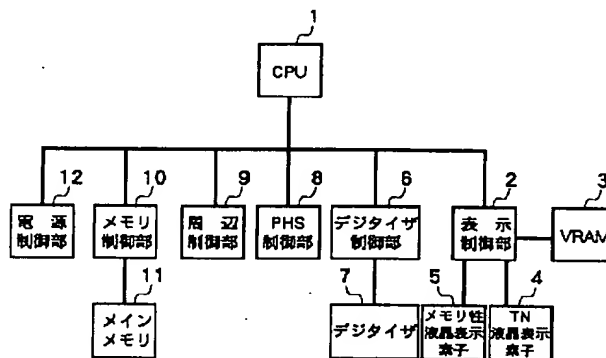 1
CPU
12
10
9
8
6
2
3
電源
制御部
メモリ
制御部
周辺
制御部
PHS
制御部
デジタイザ
制御部
表示
制御部
VRAM
11
7
5
4
メイン
メモリ
デジタイザ
メモリ性
液晶表示
素子
TN
液晶表示
素子